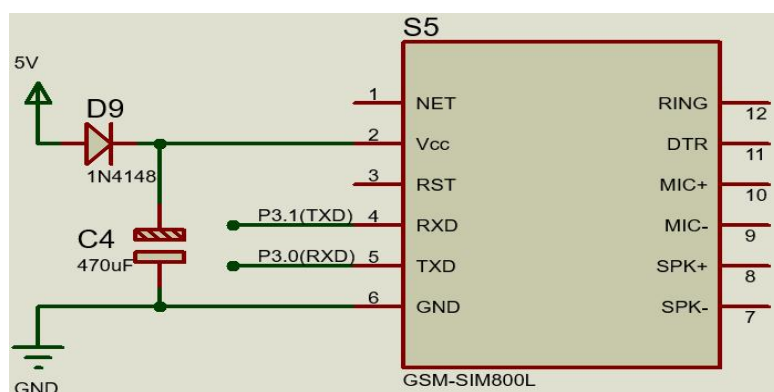 S5
5V
D9
1N4148
C4
470uF
GND
P3.1(TXD)
P3.0(RXD)
1 NET
2 Vcc
3 RST
4 RXD
5 TXD
6 GND
RING 12
DTR 11
MIC+ 10
MIC- 9
SPK+ 8
SPK- 7
GSM-SIM800L